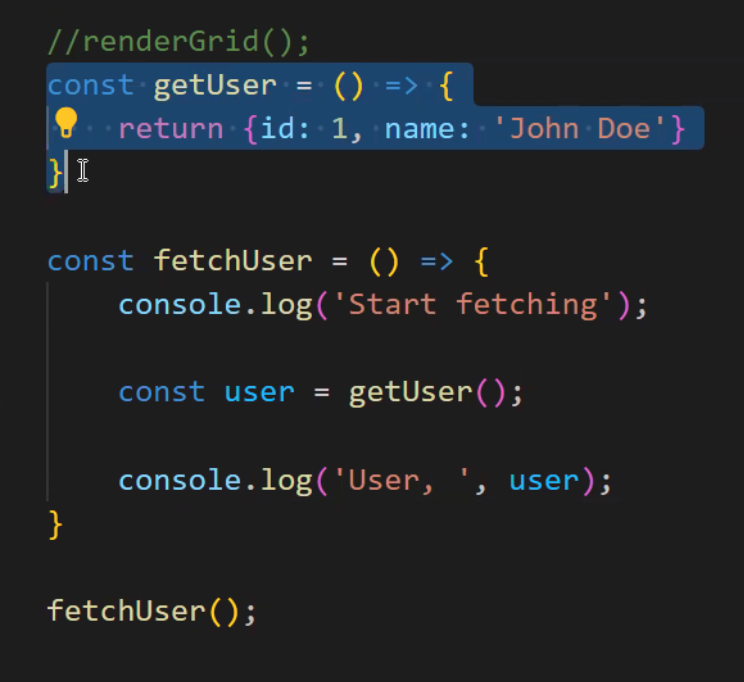 //renderGrid();
const getUser = () => {
return {id: 1, name: 'John Doe'}
}
const fetchUser = () => {
console.log('Start fetching');
const user = getUser();
console.log('User, ', user);
}
fetchUser();